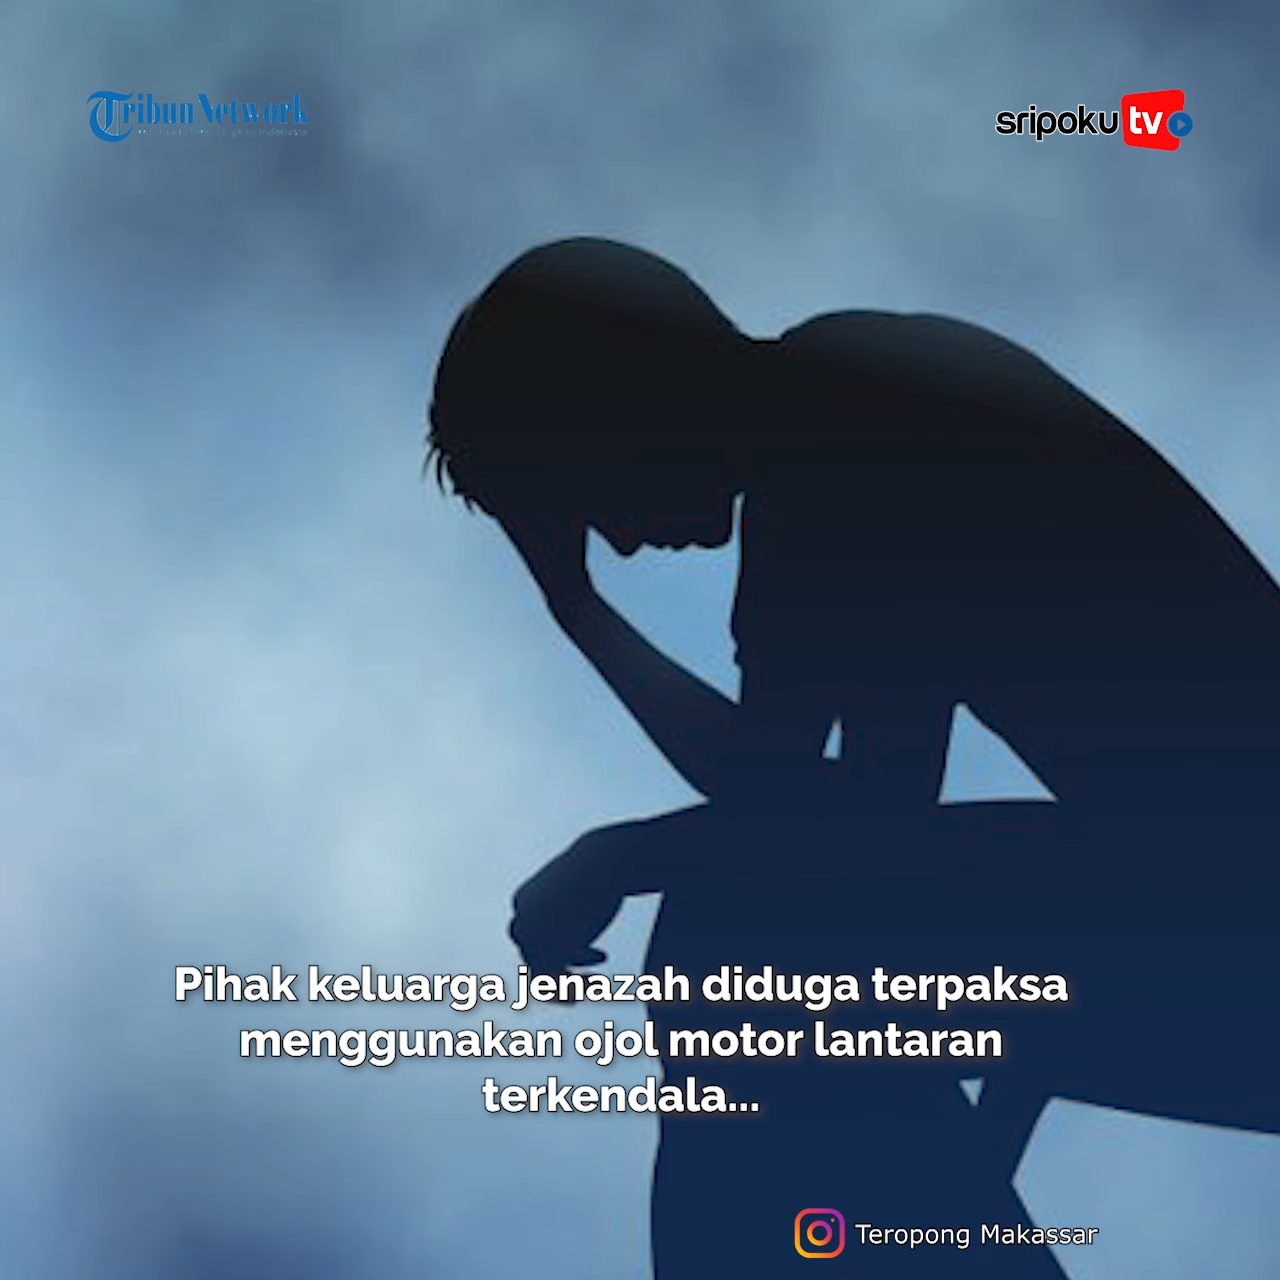 Tribun Network
sripoku tv
Pihak keluarga jenazah diduga terpaksa
menggunakan ojol motor lantaran
terkendala...
Teropong Makassar